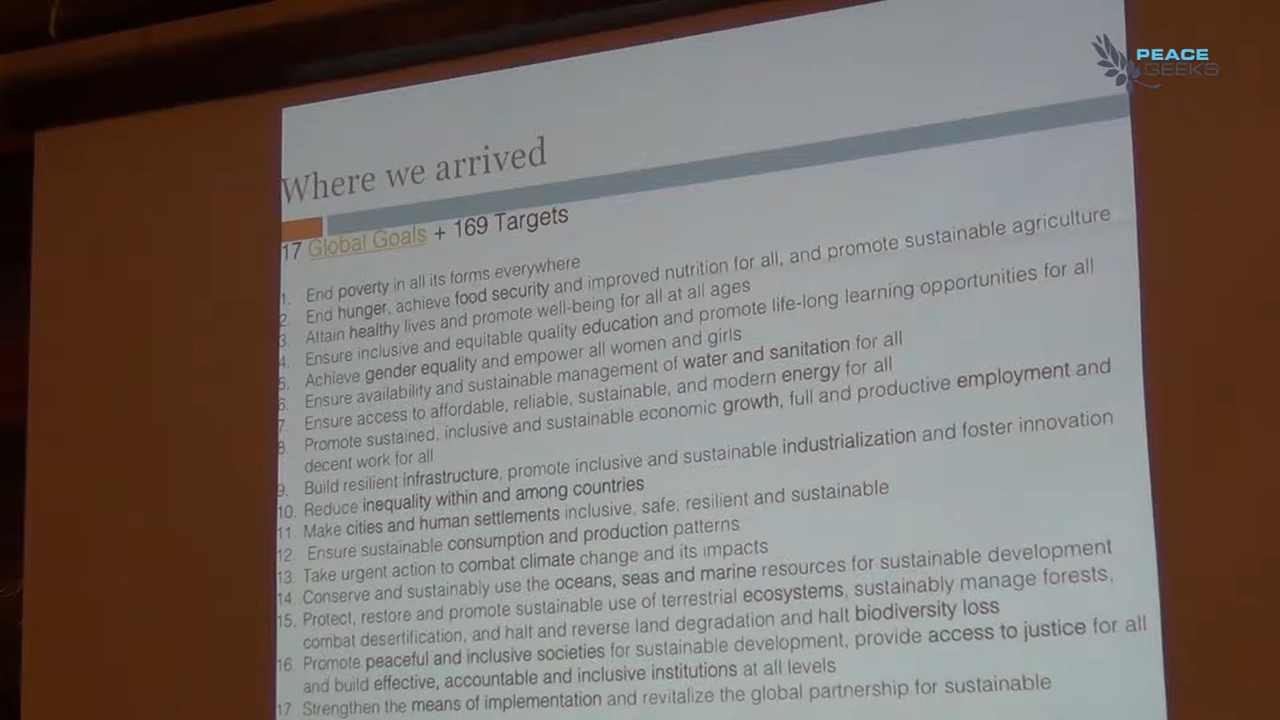 PEACE
GEEKS
Where we arrived
17 Global Goals + 169 Targets
1. End poverty in all its forms everywhere
2. End hunger, achieve food security and improved nutrition for all, and promote sustainable agriculture
3. Attain healthy lives and promote well-being for all at all ages
4. Ensure inclusive and equitable quality education and promote life-long learning opportunities for all
5. Achieve gender equality and empower all women and girls
6. Ensure availability and sustainable management of water and sanitation for all
7. Ensure access to affordable, reliable, sustainable, and modern energy for all
8. Promote sustained, inclusive and sustainable economic growth, full and productive employment and
decent work for all
9. Build resilient infrastructure, promote inclusive and sustainable industrialization and foster innovation
10. Reduce inequality within and among countries
11. Make cities and human settlements inclusive, safe, resilient and sustainable
12. Ensure sustainable consumption and production patterns
13. Take urgent action to combat climate change and its impacts
14. Conserve and sustainably use the oceans, seas and marine resources for sustainable development
15. Protect, restore and promote sustainable use of terrestrial ecosystems, sustainably manage forests,
combat desertification, and halt and reverse land degradation and halt biodiversity loss
16. Promote peaceful and inclusive societies for sustainable development, provide access to justice for all
and build effective, accountable and inclusive institutions at all levels
17 Strengthen the means of implementation and revitalize the global partnership for sustainable